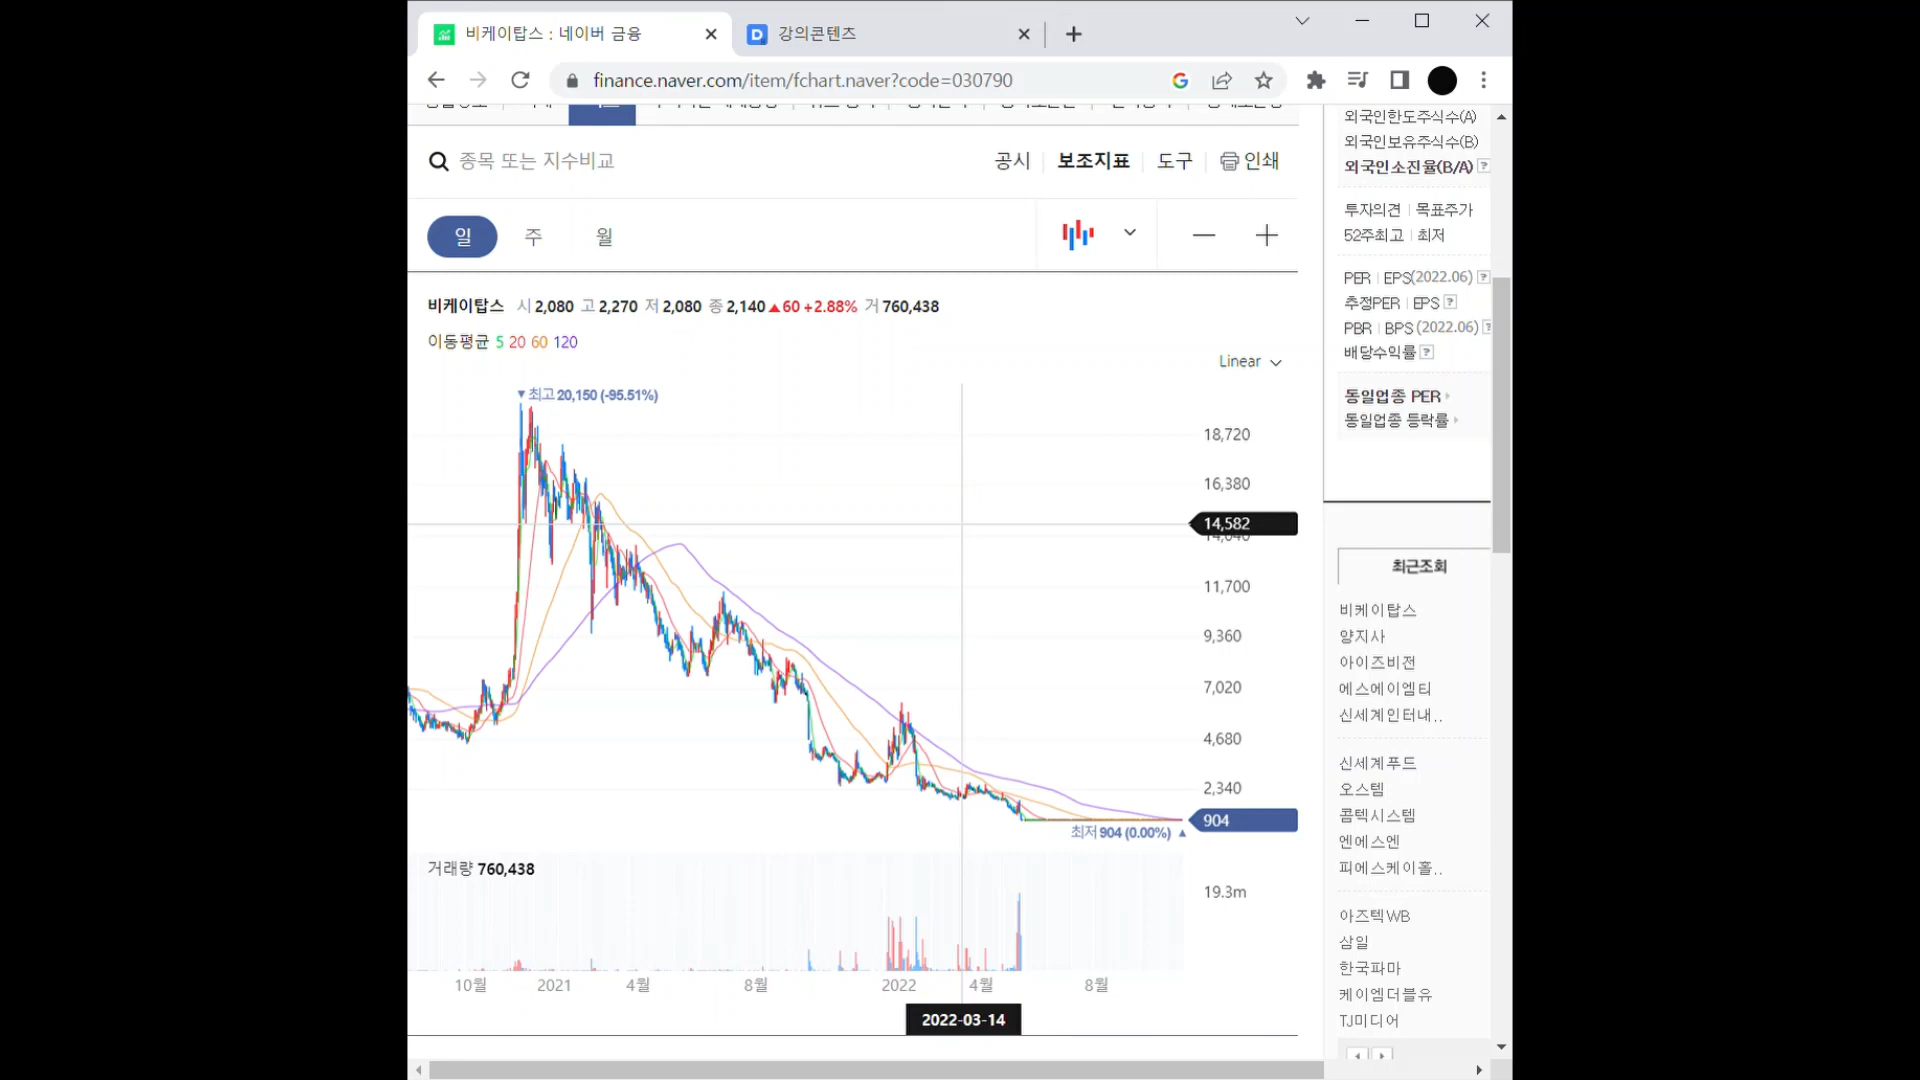 비케이탑스 : 네이버 금융
강의콘텐츠
finance.naver.com/item/fchart.naver?code=030790
종목 또는 지수비교
공시
보조지표
도구
인쇄
일
주
월
비케이탑스 시 2,080 고 2,270 저 2,080 종 2,140 ▲60 +2.88% 거 760,438
이동평균 5 20 60 120
Linear
▼최고 20,150 (-95.51%)
18,720
16,380
14,582
14,040
11,700
9,360
7,020
4,680
2,340
904
최저 904 (0.00%) ▲
거래량 760,438
19.3m
10월
2021
4월
8월
2022
4월
8월
2022-03-14
외국인한도주식수(A)
외국인보유주식수(B)
외국인소진율(B/A) ?
투자의견 | 목표주가
52주최고 | 최저
PER | EPS(2022.06) ?
추정PER | EPS ?
PBR | BPS (2022.06) ?
배당수익률 ?
동일업종 PER
동일업종 등락률
최근조회
비케이탑스
양지사
아이즈비전
에스에이엠티
신세계인터내..
신세계푸드
오스템
콤텍시스템
엔에스엔
피에스케이홀..
아즈텍WB
삼일
한국파마
케이엠더블유
TJ미디어